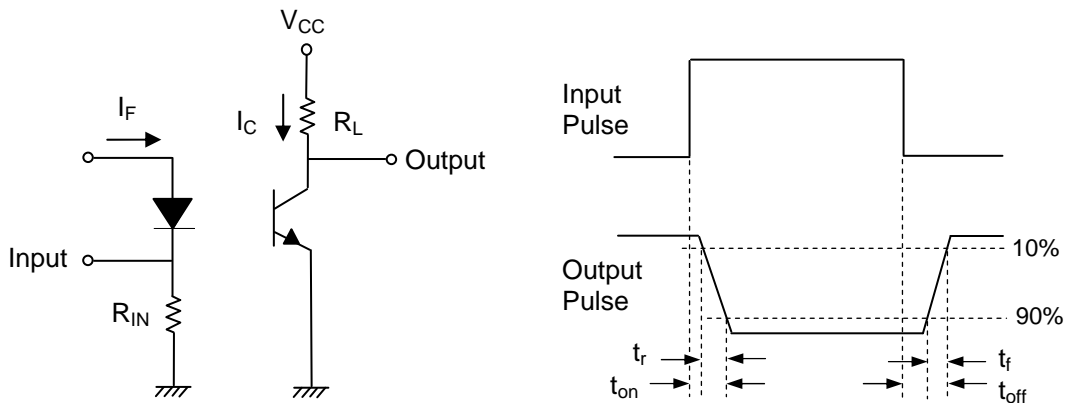 V_CC
I_F
I_C
R_L
Output
Input
R_IN
Input
Pulse
10%
Output
Pulse
90%
t_r
t_f
t_on
t_off